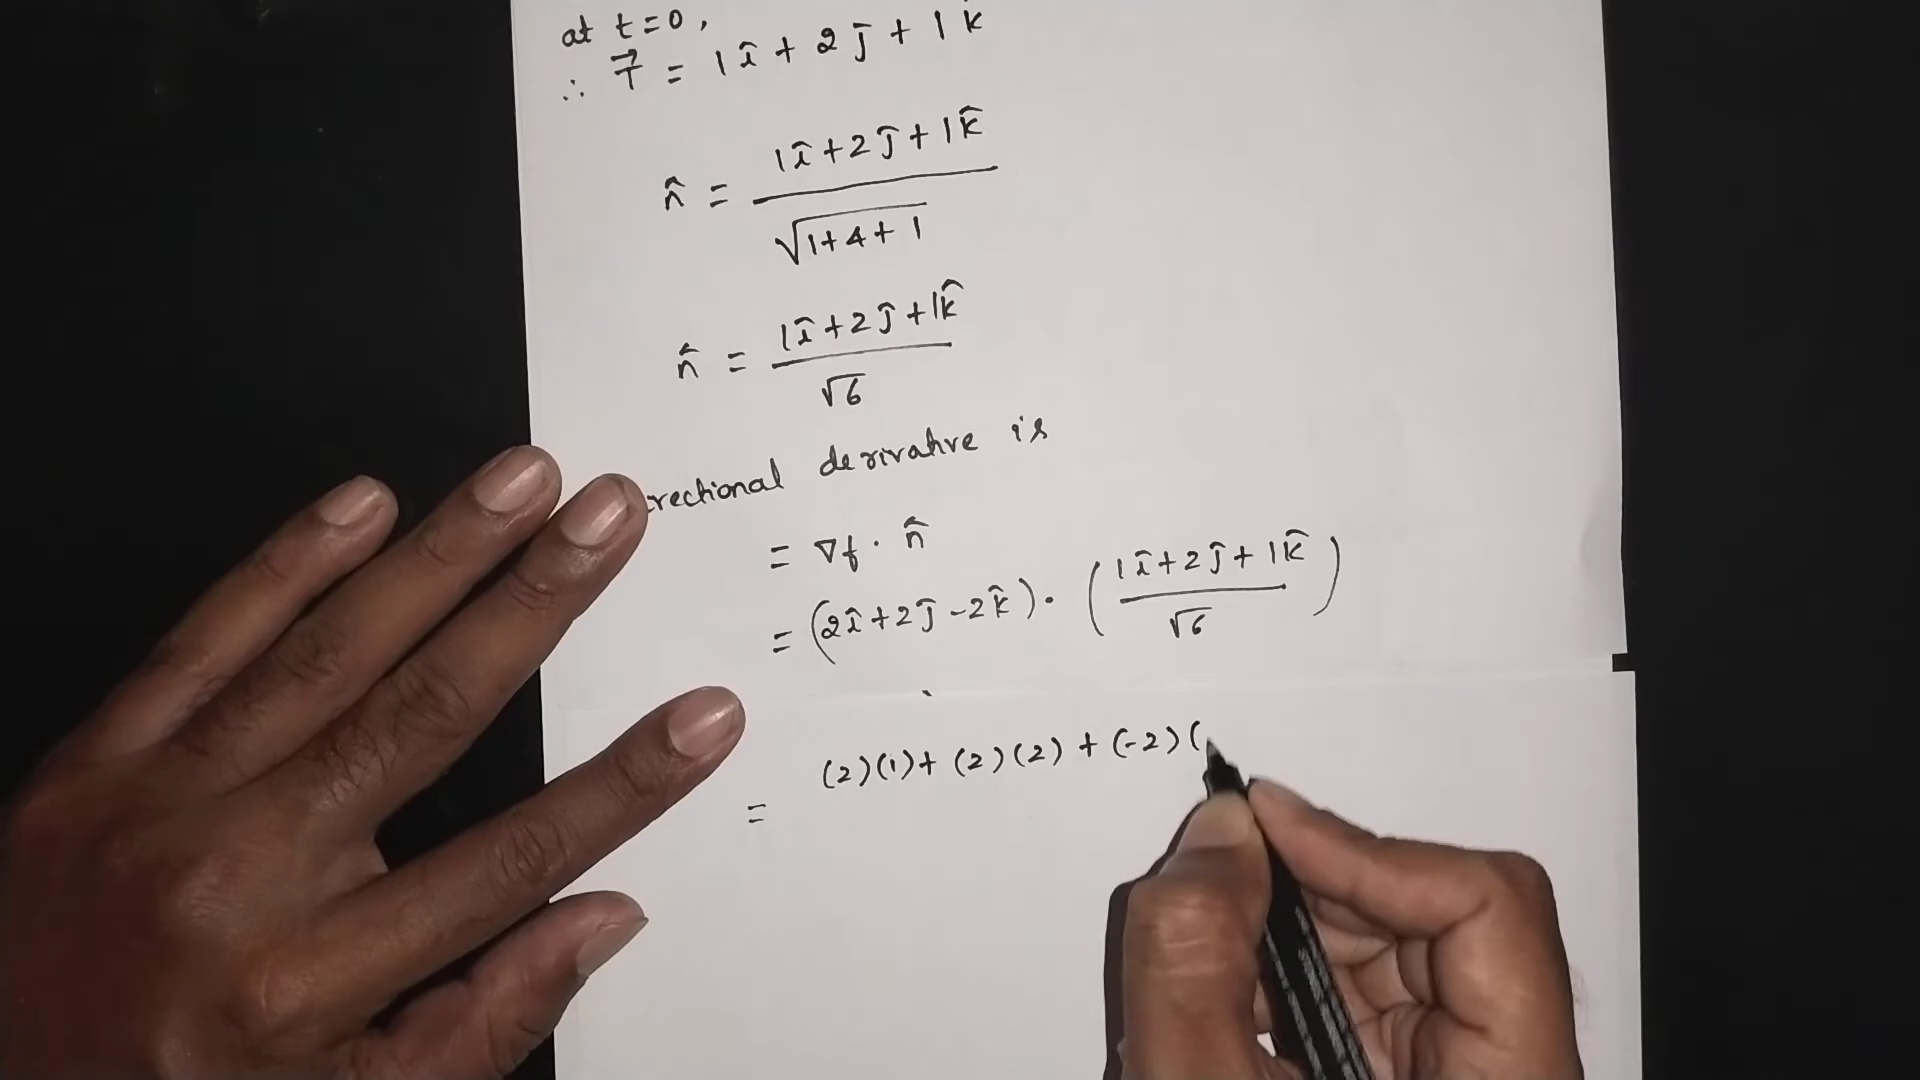 at t=0,
∴ T⃗ = 1î + 2ĵ + 1k̂
n̂ = (1î+2ĵ+1k̂) / √(1+4+1)
n̂ = (1î+2ĵ+1k̂) / √6
rectional derivative is
= ∇f · n̂
= (2î+2ĵ-2k̂) · ((1î+2ĵ+1k̂) / √6)
= (2)(1)+(2)(2)+(-2)(